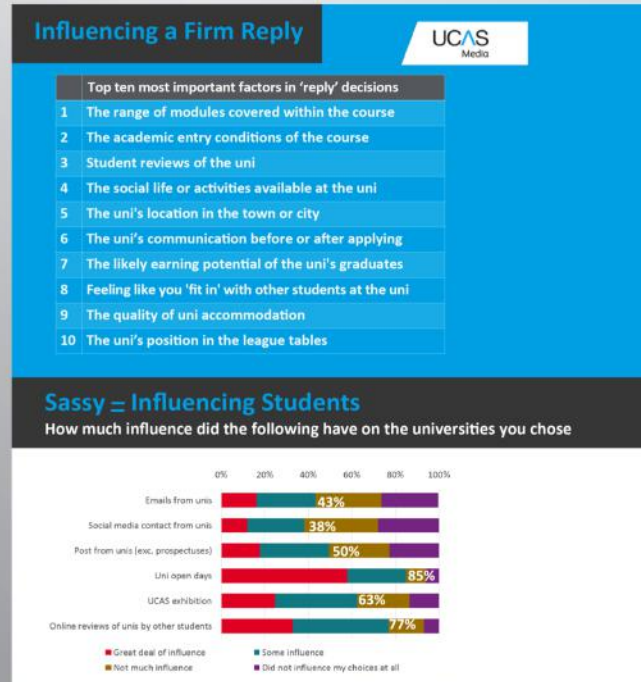 Influencing a Firm Reply
UCAS
Media
Top ten most important factors in 'reply' decisions
1 The range of modules covered within the course
2 The academic entry conditions of the course
3 Student reviews of the uni
4 The social life or activities available at the uni
5 The uni's location in the town or city
6 The uni's communication before or after applying
7 The likely earning potential of the uni's graduates
8 Feeling like you 'fit in' with other students at the uni
9 The quality of uni accommodation
10 The uni's position in the league tables
Sassy = Influencing Students
How much influence did the following have on the universities you chose
0% 20% 40% 60% 80% 100%
Emails from unis 43%
Social media contact from unis 38%
Post from unis (exc. prospectuses) 50%
Uni open days 85%
UCAS exhibition 63%
Online reviews of unis by other students 77%
Great deal of influence Some influence
Not much influence Did not influence my choices at all